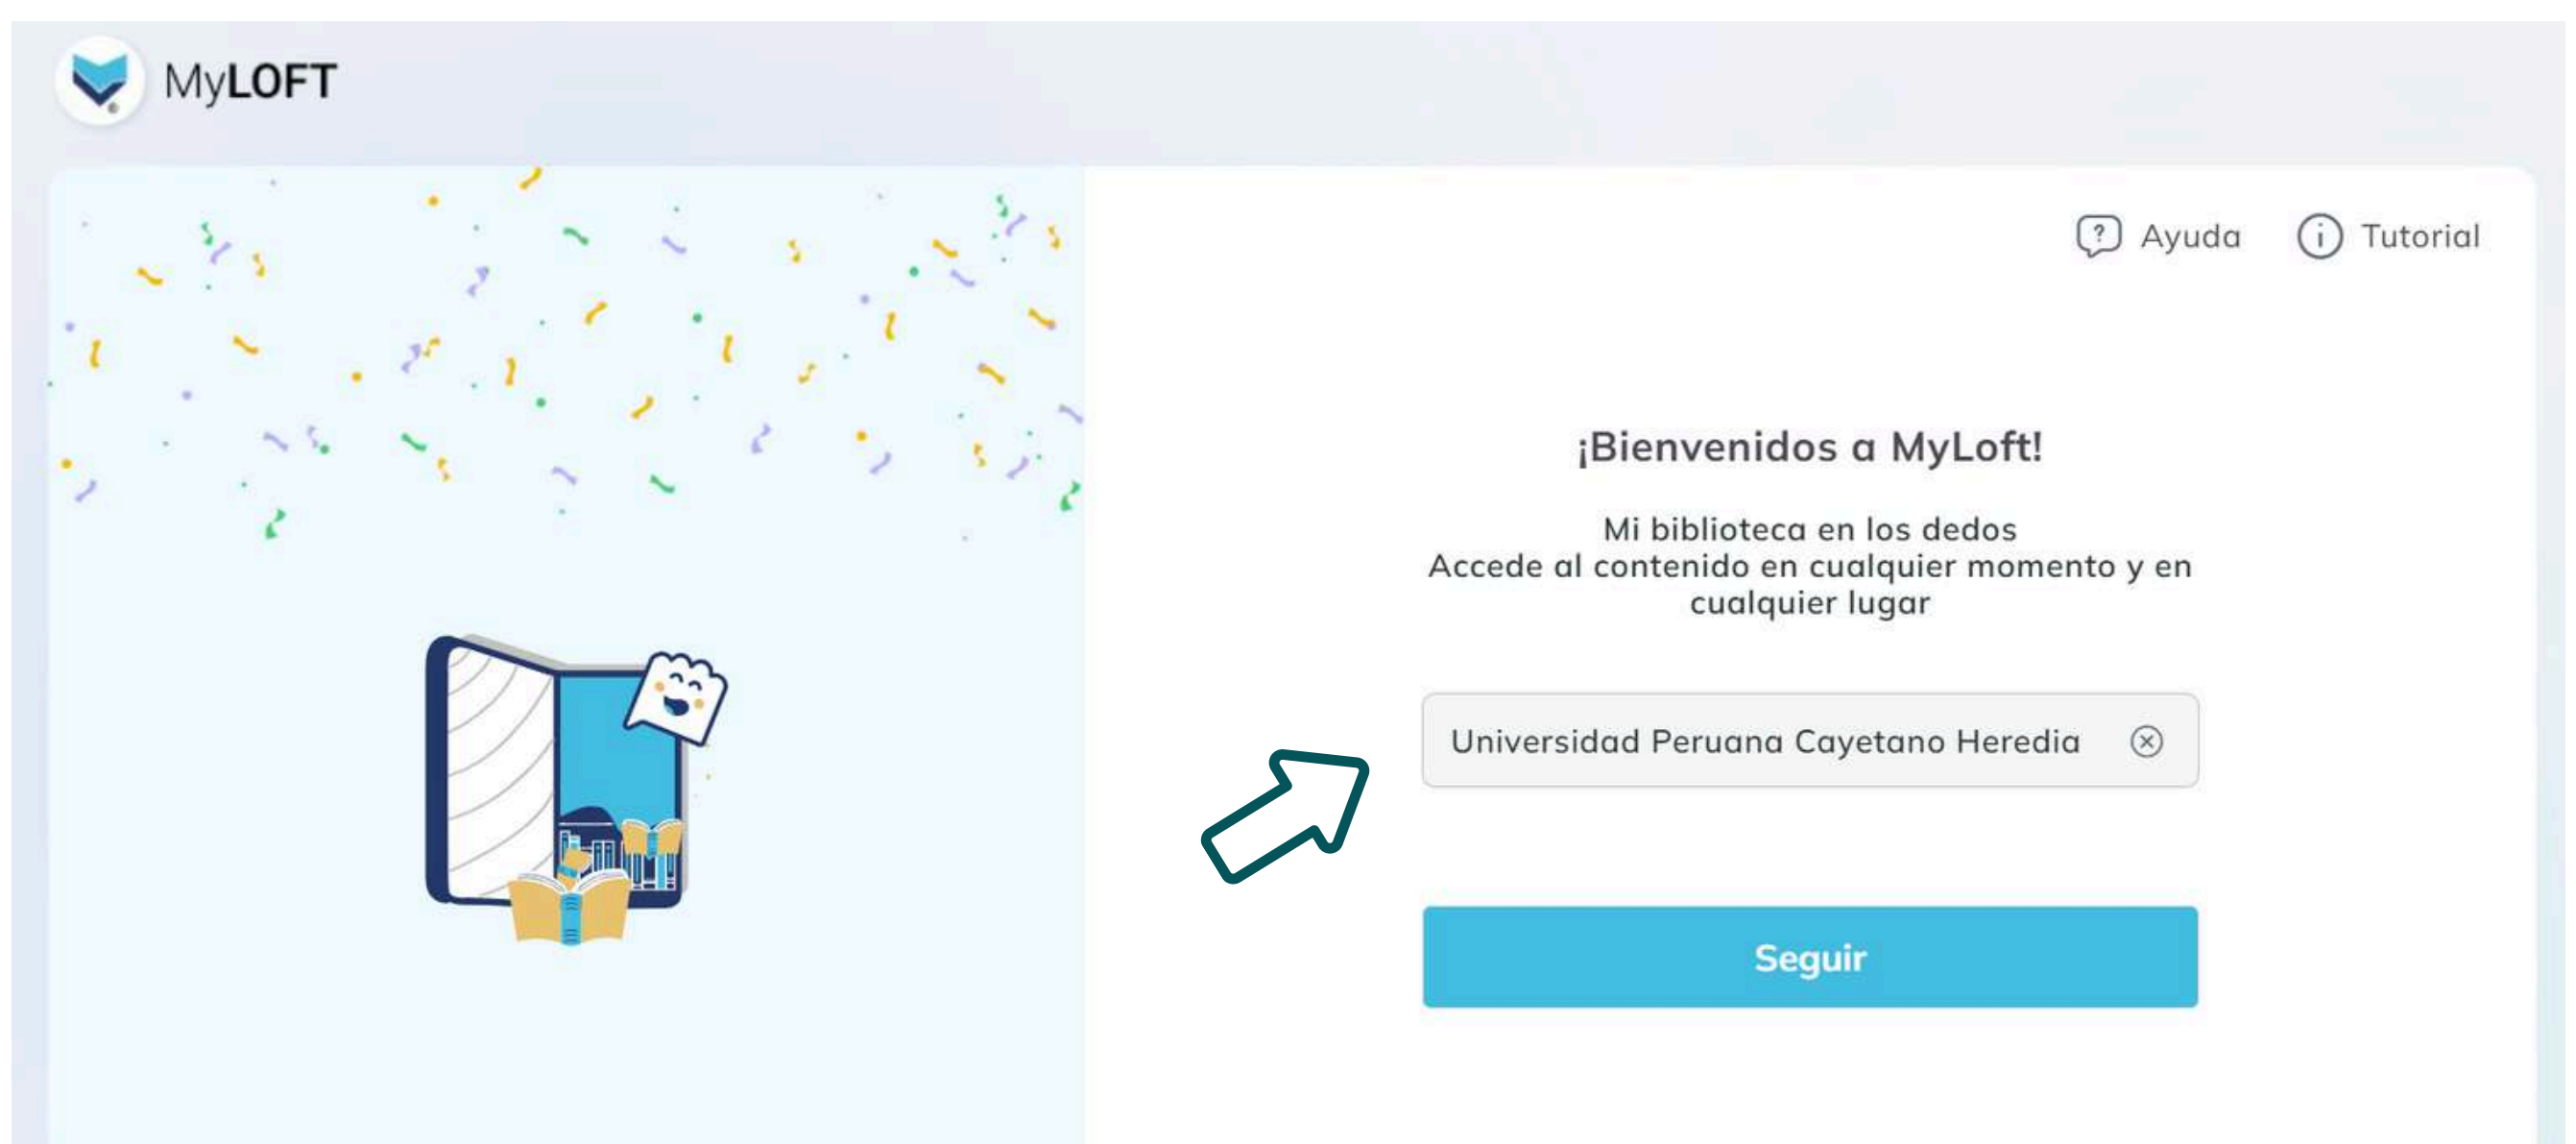 MyLOFT
Ayuda
Tutorial
¡Bienvenidos a MyLoft!
Mi biblioteca en los dedos
Accede al contenido en cualquier momento y en
cualquier lugar
Universidad Peruana Cayetano Heredia
Seguir